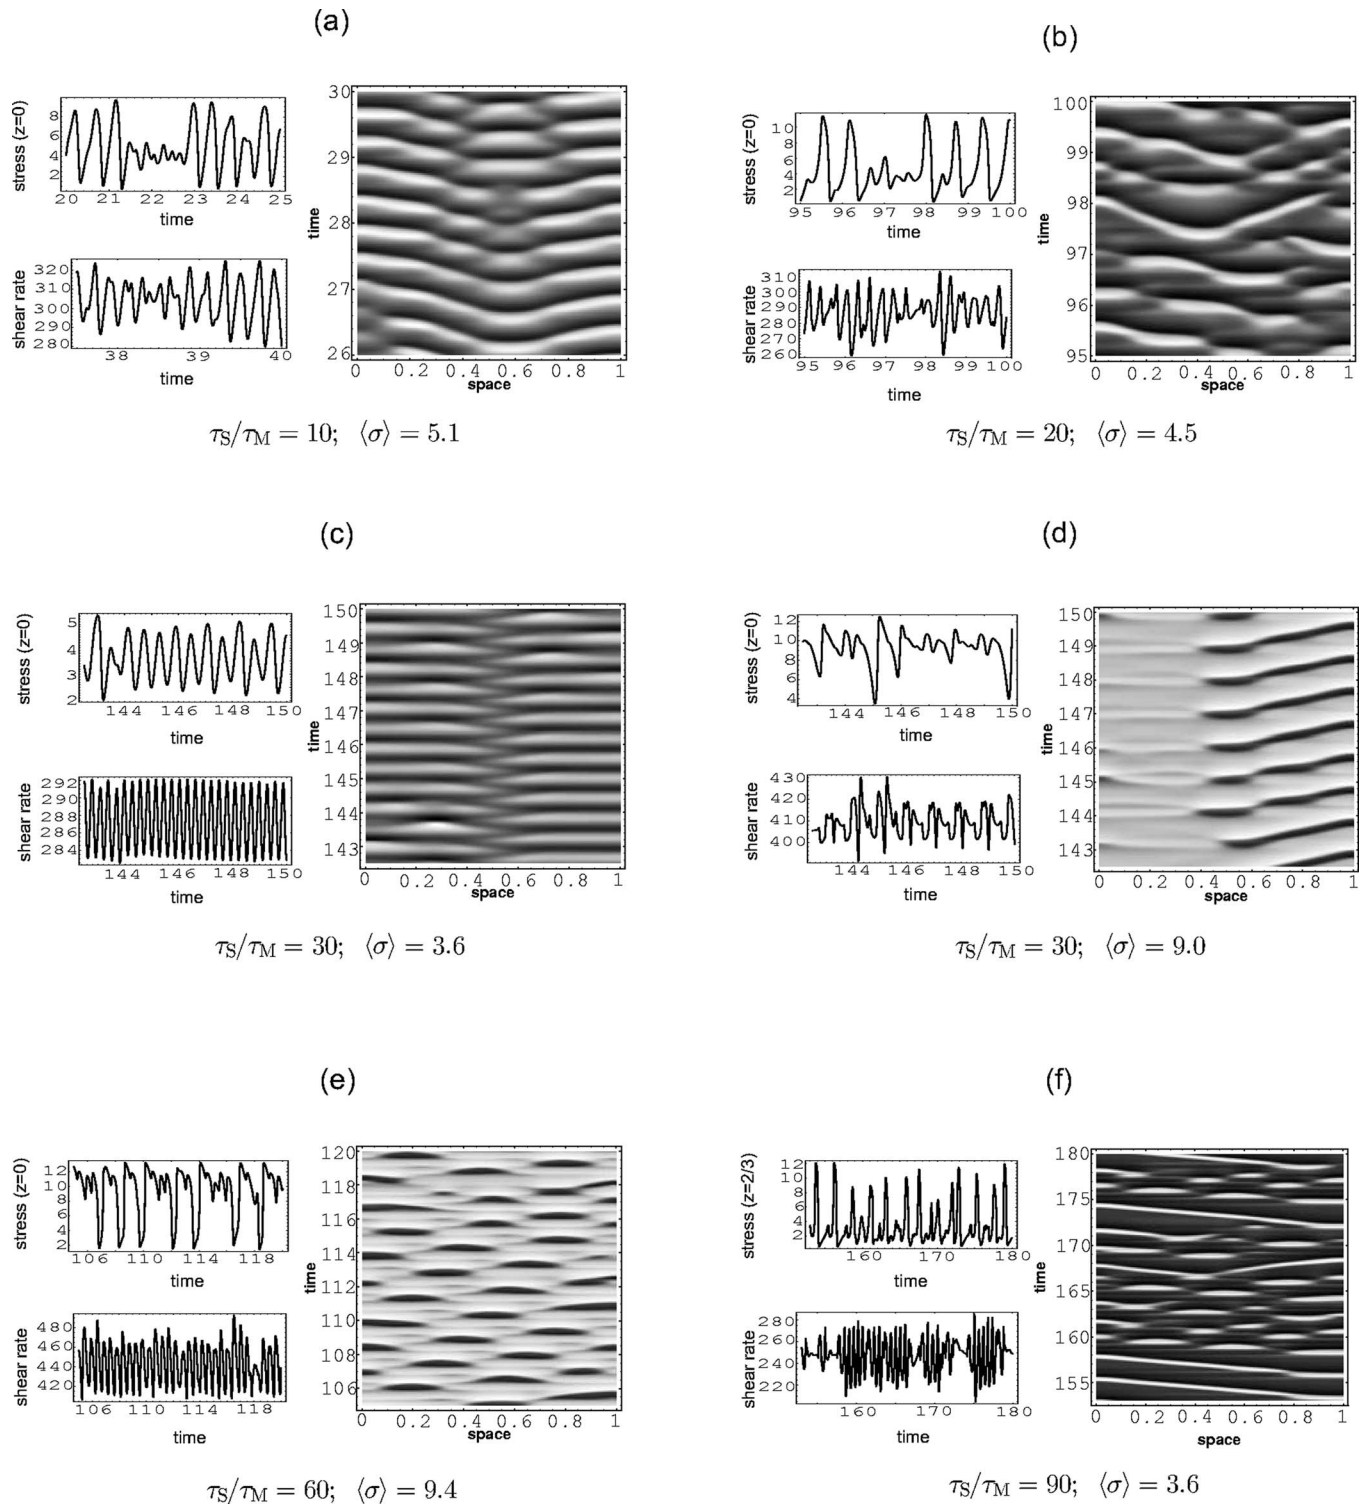 (a)
(b)
stress (z=0)
8
6
4
2
20 21 22 23 24 25
time
shear rate
320
310
300
290
280
38 39 40
time
time
30
29
28
27
26
0 0.2 0.4 0.6 0.8 1
space
τS/τM = 10; ⟨σ⟩ = 5.1
stress (z=0)
10
8
6
4
2
95 96 97 98 99 100
time
shear rate
310
300
290
280
270
260
95 96 97 98 99 100
time
time
100
99
98
97
96
95
0 0.2 0.4 0.6 0.8 1
space
τS/τM = 20; ⟨σ⟩ = 4.5
(c)
(d)
stress (z=0)
5
4
3
2
144 146 148 150
time
shear rate
292
290
288
286
284
144 146 148 150
time
time
150
149
148
147
146
145
144
143
0 0.2 0.4 0.6 0.8 1
space
τS/τM = 30; ⟨σ⟩ = 3.6
stress (z=0)
12
10
8
6
4
144 146 148 150
time
shear rate
430
420
410
400
144 146 148 150
time
time
150
149
148
147
146
145
144
143
0 0.2 0.4 0.6 0.8 1
space
τS/τM = 30; ⟨σ⟩ = 9.0
(e)
(f)
stress (z=0)
12
10
8
6
4
2
106 110 114 118
time
shear rate
480
460
440
420
106 110 114 118
time
time
120
118
116
114
112
110
108
106
0 0.2 0.4 0.6 0.8 1
space
τS/τM = 60; ⟨σ⟩ = 9.4
stress (z=2/3)
12
10
8
6
4
2
160 170 180
time
shear rate
280
260
240
220
160 170 180
time
time
180
175
170
165
160
155
0 0.2 0.4 0.6 0.8 1
space
τS/τM = 90; ⟨σ⟩ = 3.6